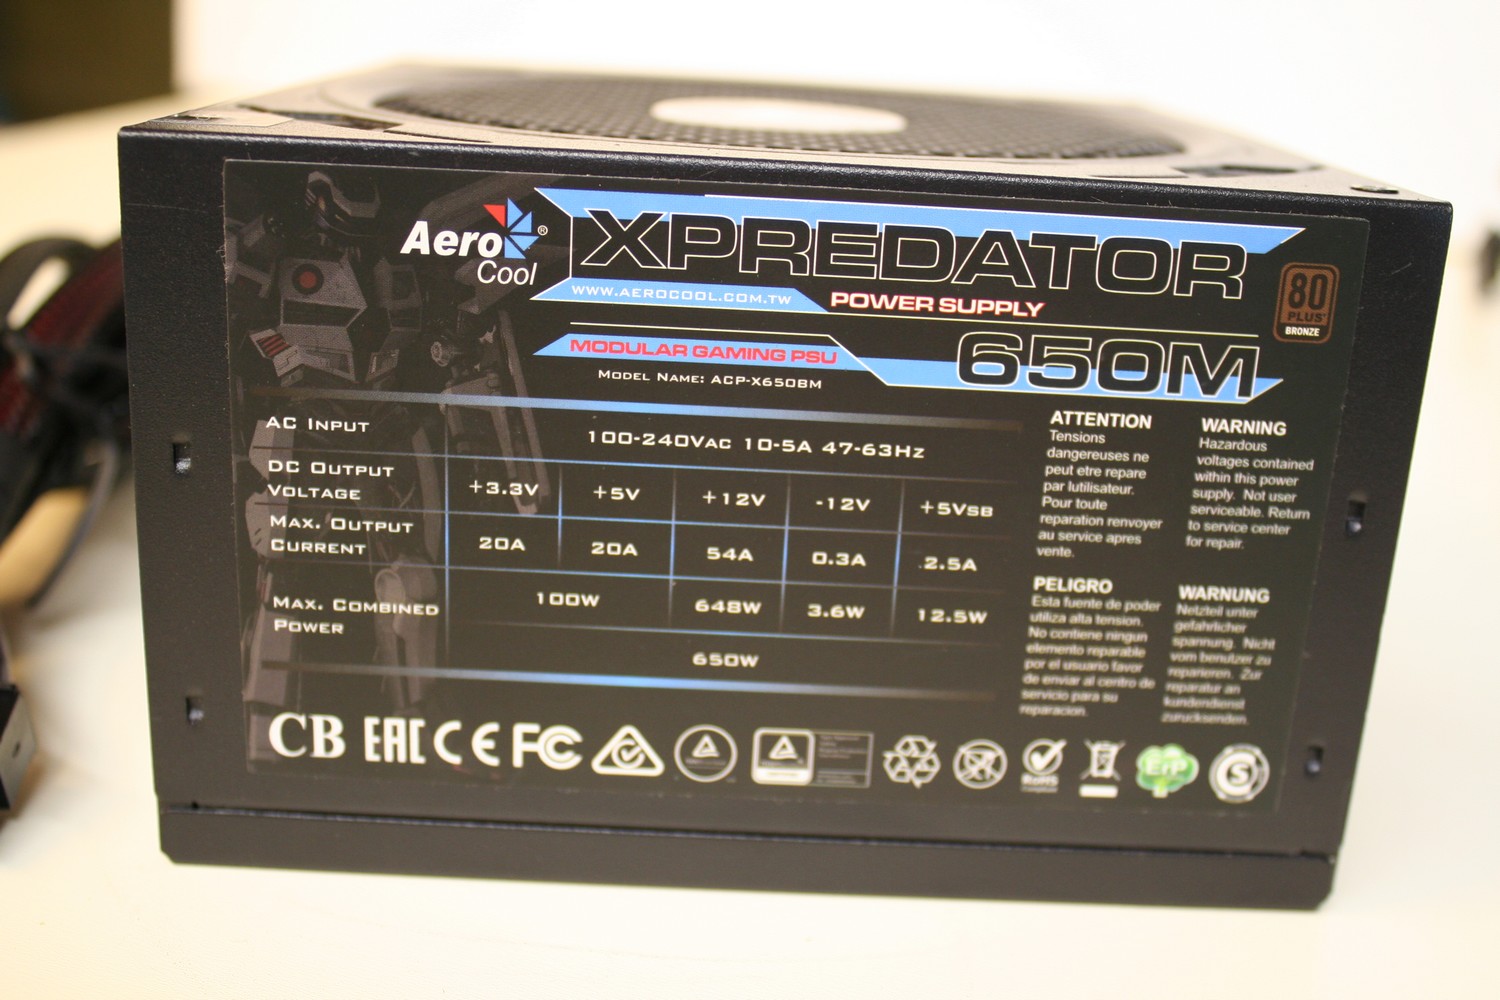 Aero
Cool
®
XPREDATOR
WWW.AEROCOOL.COM.TW
POWER SUPPLY
80
PLUS
BRONZE
MODULAR GAMING PSU
650M
MODEL NAME: ACP-X650BM
AC INPUT
100-240VAC 10-5A 47-63Hz
DC OUTPUT
VOLTAGE
+3.3V +5V +12V -12V +5VSB
MAX. OUTPUT
CURRENT
20A 20A 54A 0.3A 2.5A
MAX. COMBINED
POWER
100W 648W 3.6W 12.5W
650W
ATTENTION
Tensions
dangereuses ne
peut etre repare
par lutilisateur.
Pour toute
reparation renvoyer
au service apres
vente.
WARNING
Hazardous
voltages contained
within this power
supply. Not user
serviceable. Return
to service center
for repair.
PELIGRO
Esta fuente de poder
utiliza alta tension.
No contiene ningun
elemento reparable
por el usuario favor
de enviar al centro de
servicio para su
reparacion.
WARNUNG
Netzteil unter
gefahrlicher
spannung. Nicht
vom benutzer zu
reparieren. Zur
reparatur an
kundendienst
zurucksenden.
CB EAC CE FC
RoHS
ErP
S